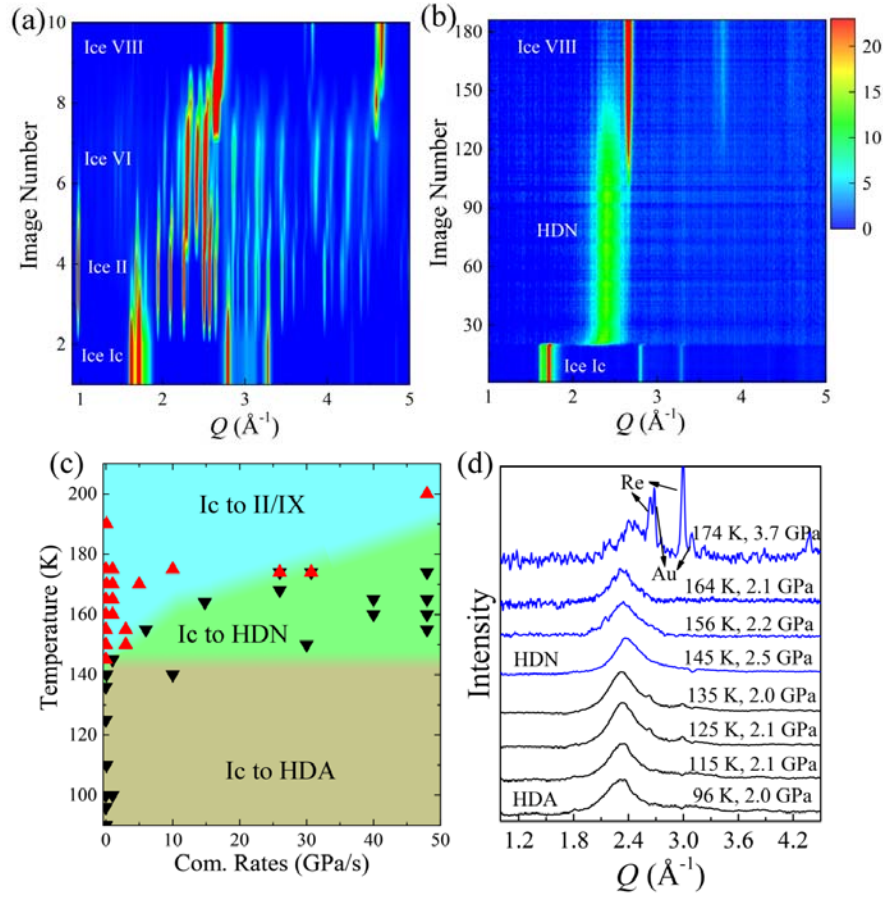 (a)
10
8
6
4
2
Image Number
Ice VIII
Ice VI
Ice II
Ice Ic
1
2
3
4
5
Q (Å⁻¹)
(b)
180
150
120
90
60
30
Image Number
Ice VIII
HDN
Ice Ic
1
2
3
4
5
Q (Å⁻¹)
20
15
10
5
0
(c)
200
180
160
140
120
100
Temperature (K)
Ic to II/IX
Ic to HDN
Ic to HDA
0
10
20
30
40
50
Com. Rates (GPa/s)
(d)
Intensity
Re
174 K, 3.7 GPa
Au
164 K, 2.1 GPa
156 K, 2.2 GPa
HDN
145 K, 2.5 GPa
135 K, 2.0 GPa
125 K, 2.1 GPa
115 K, 2.1 GPa
HDA
96 K, 2.0 GPa
1.2
1.8
2.4
3.0
3.6
4.2
Q (Å⁻¹)